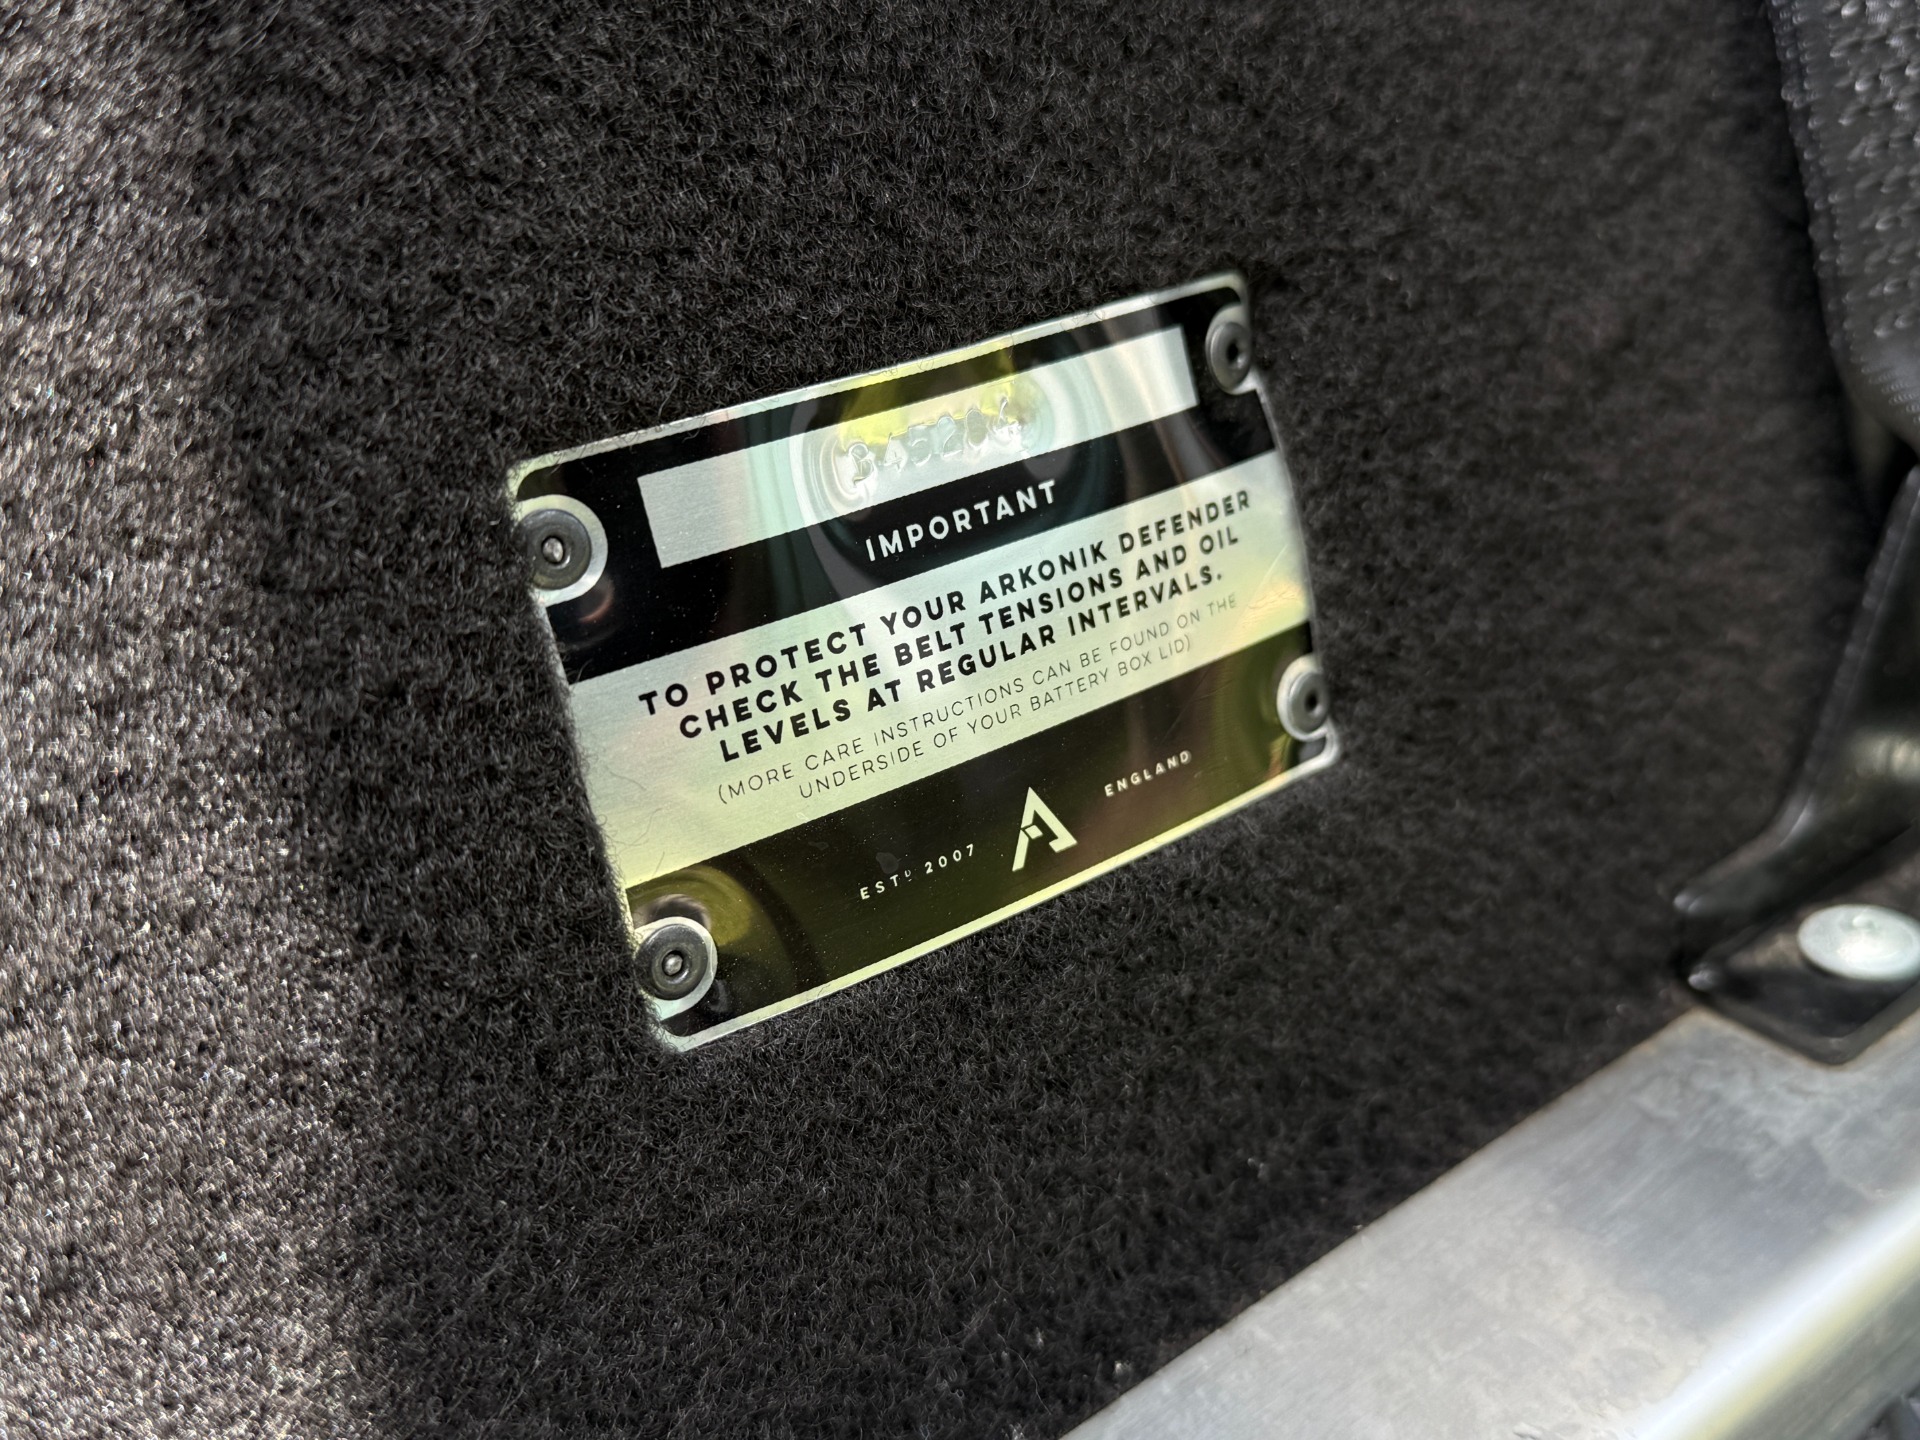 IMPORTANT
TO PROTECT YOUR ARKONIK DEFENDER
CHECK THE BELT TENSIONS AND OIL
LEVELS AT REGULAR INTERVALS.
(MORE CARE INSTRUCTIONS CAN BE FOUND ON THE
UNDERSIDE OF YOUR BATTERY BOX LID)
ESTD 2007 ENGLAND